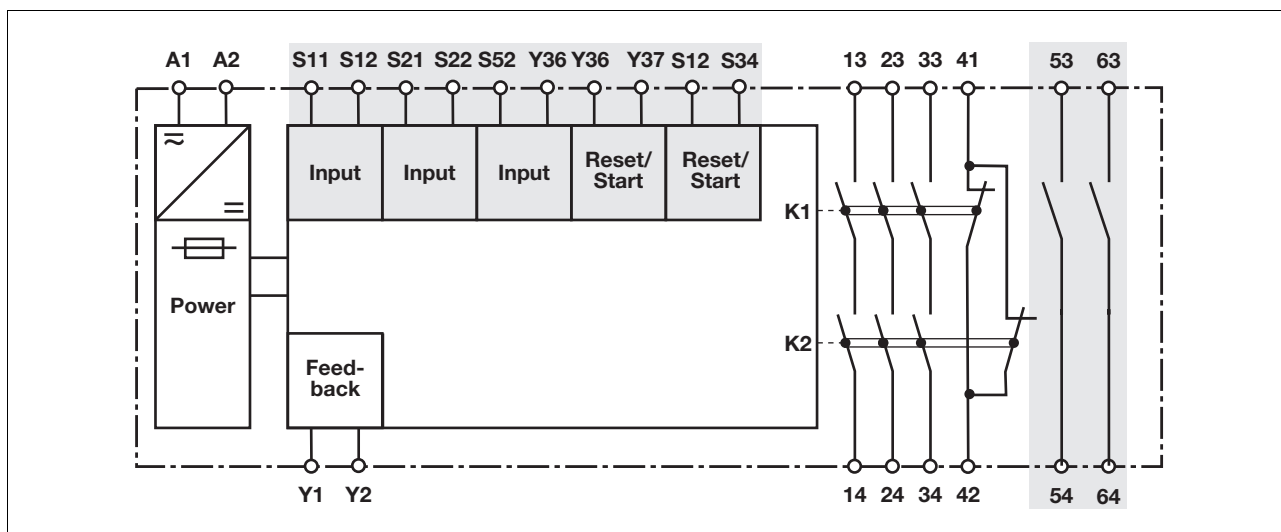 A1 A2 S11 S12 S21 S22 S52 Y36 Y36 Y37 S12 S34 13 23 33 41 53 63
Input Input Input Reset/ Reset/
Start Start
K1
Power
K2
Feed-
back
Y1 Y2 14 24 34 42 54 64